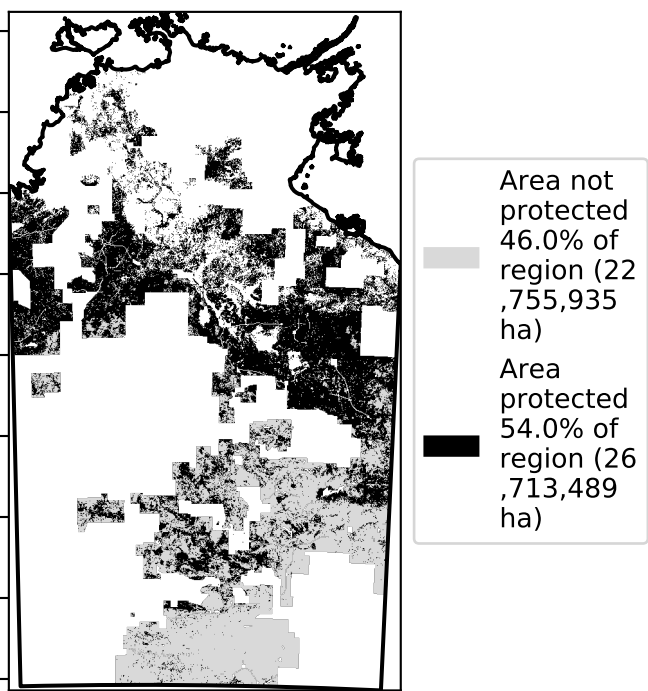 Area not
protected
46.0% of
region (22
,755,935
ha)
Area
protected
54.0% of
region (26
,713,489
ha)